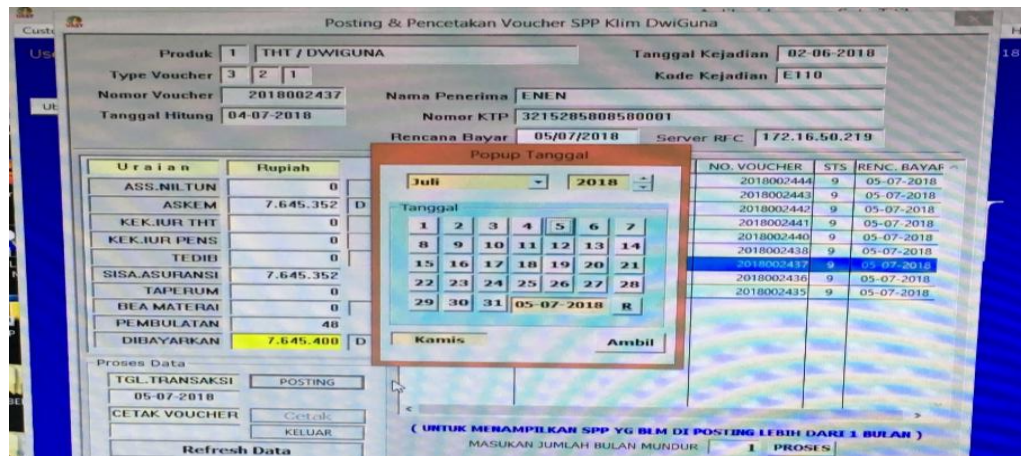 Posting & Pencetakan Voucher SPP Klim DwiGuna
Custo
Use
18
Produk 1 THT / DWIGUNA
Tanggal Kejadian 02-06-2018
Type Voucher 3 2 1
Kode Kejadian E110
Nomor Voucher 2018002437
Nama Penerima ENEN
Tanggal Hitung 04-07-2018
Nomor KTP 3215285808580001
Rencana Bayar 05/07/2018
Server RFC 172.16.50.219
Uraian Rupiah
ASS.NILTUN 0
ASKEM 7.645.352 D
KEK.IUR THT 0
KEK.IUR PENS 0
TEDIB 0
SISA.ASURANSI 7.645.352
TAPERUM 0
BEA MATERAI 0
PEMBULATAN 48
DIBAYARKAN 7.645.400 D
Popup Tanggal
Juli 2018
Tanggal
1 2 3 4 5 6 7
8 9 10 11 12 13 14
15 16 17 18 19 20 21
22 23 24 25 26 27 28
29 30 31 05-07-2018 R
Kamis Ambil
NO. VOUCHER STS RENC. BAYAR
2018002444 9 05-07-2018
2018002443 9 05-07-2018
2018002442 9 05-07-2018
2018002441 9 05-07-2018
2018002440 9 05-07-2018
2018002438 9 05-07-2018
2018002437 9 05-07-2018
2018002436 9 05-07-2018
2018002435 9 05-07-2018
Proses Data
TGL.TRANSAKSI POSTING
05-07-2018
CETAK VOUCHER Cetak
KELUAR
Refresh Data
( UNTUK MENAMPILKAN SPP YG BLM DI POSTING LEBIH DARI 1 BULAN )
MASUKAN JUMLAH BULAN MUNDUR 1 PROSES